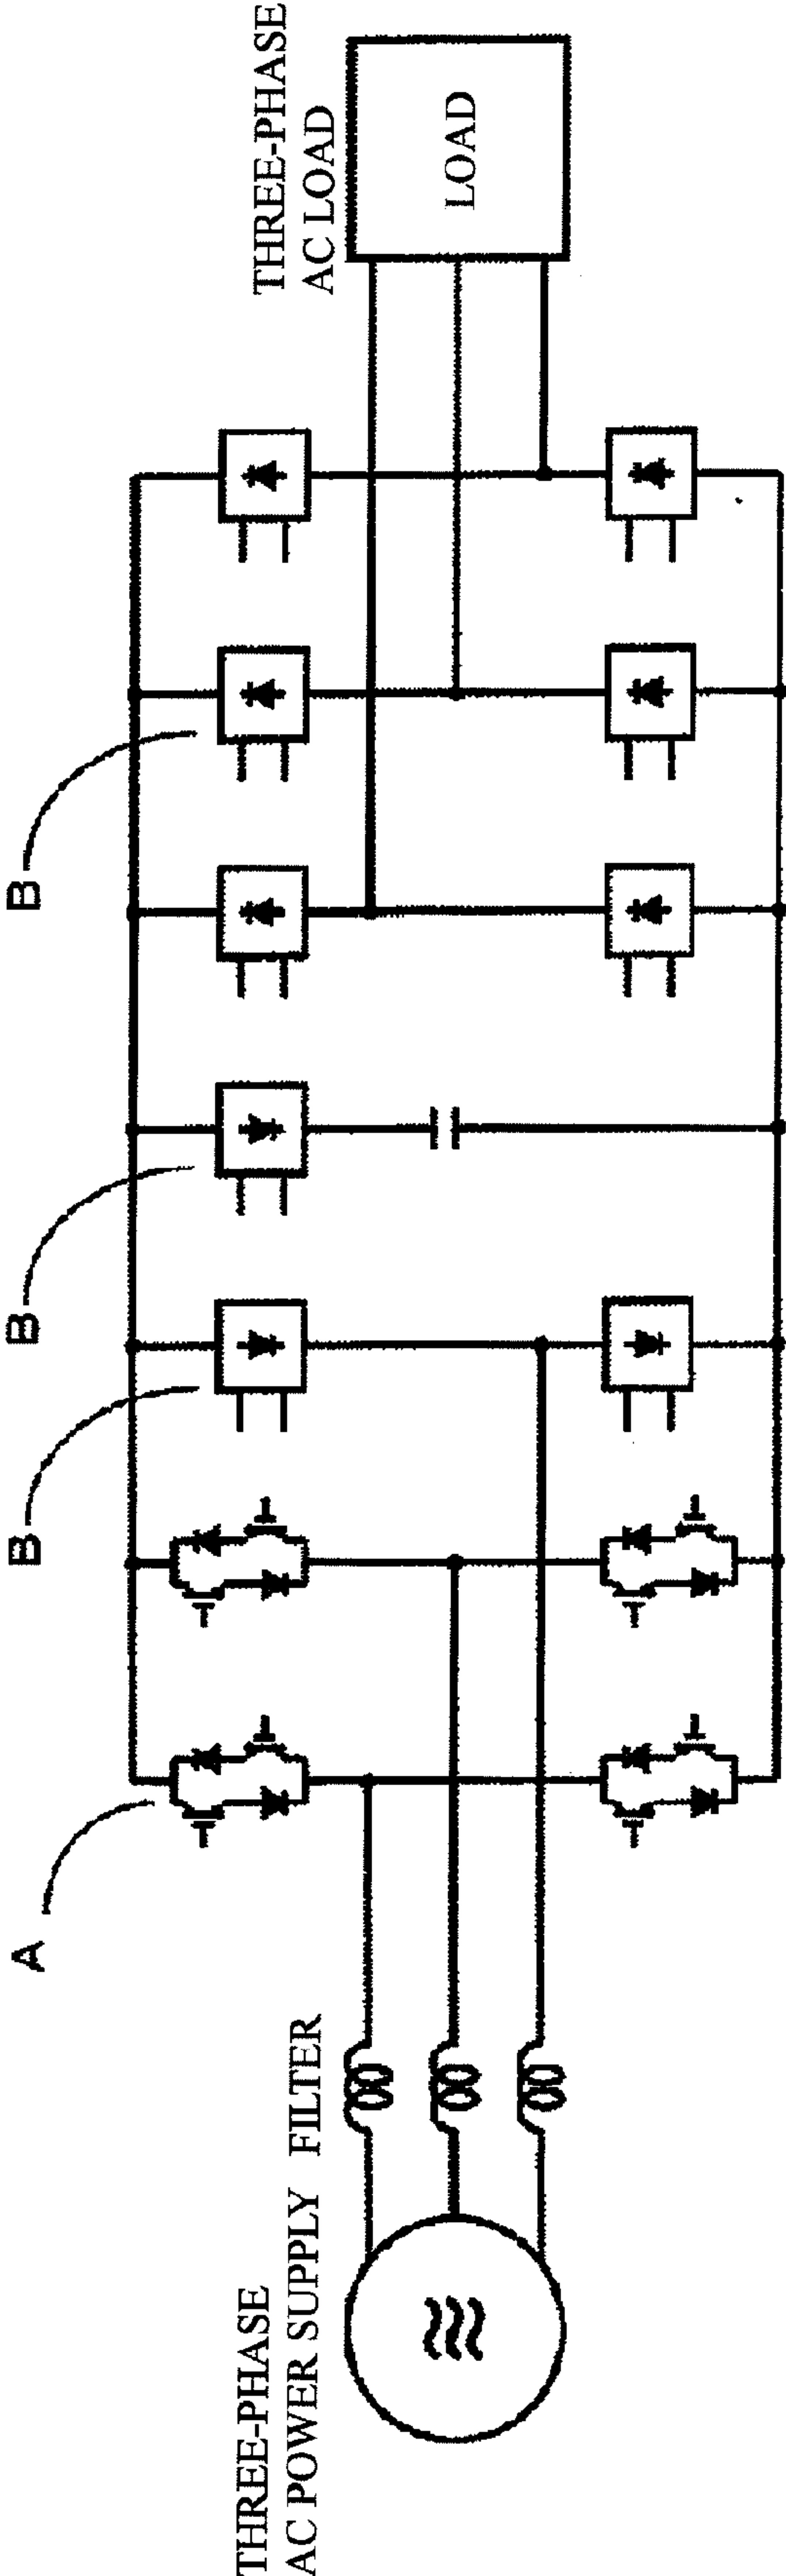 THREE-PHASE
AC POWER SUPPLY FILTER
A
B
B
B
THREE-PHASE
AC LOAD
LOAD